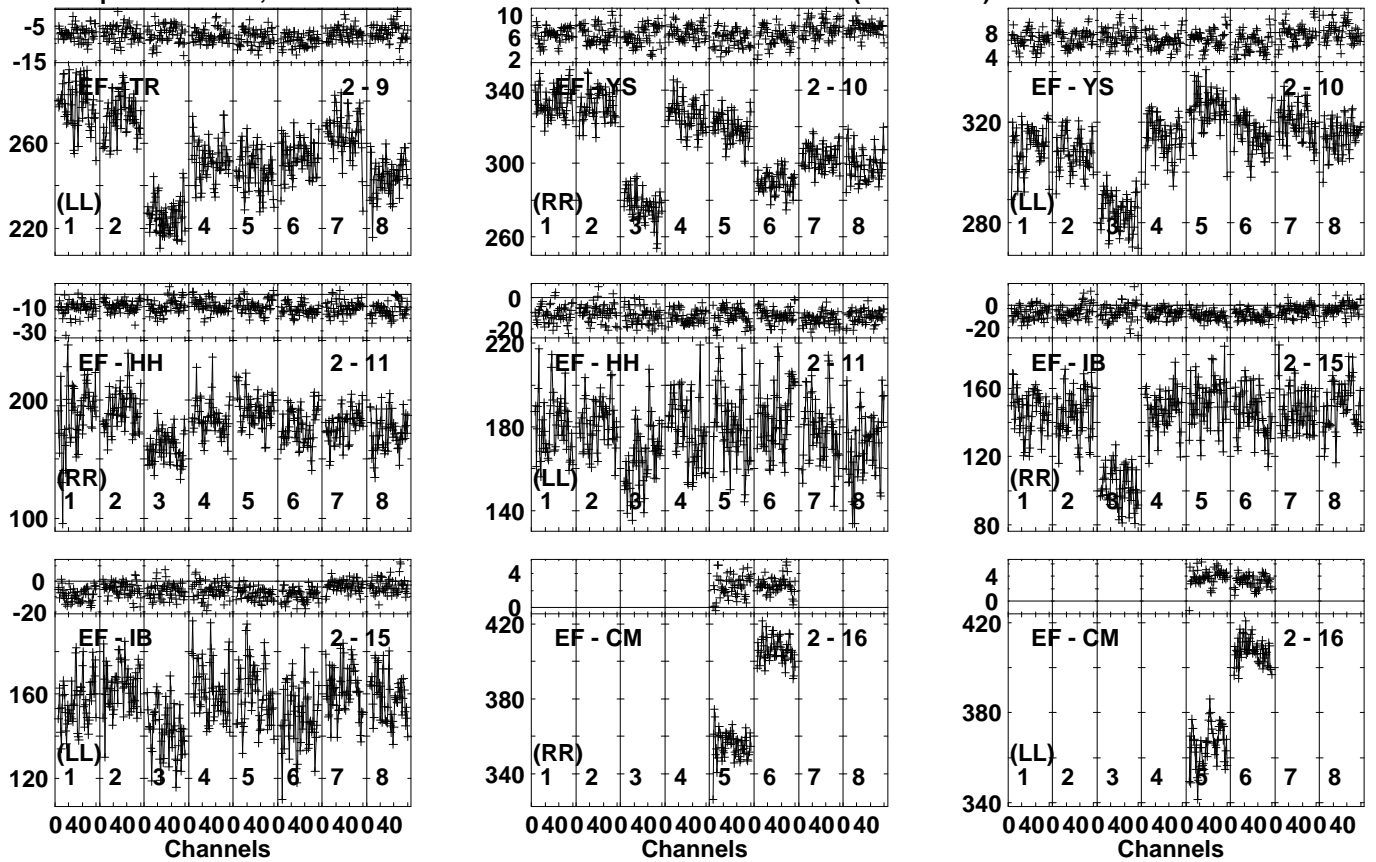 -5
-15
EF - TR 2 - 9
260
220
(LL)
1 2 3 4 5 6 7 8
10
6
2
EF - YS 2 - 10
340
300
260
(RR)
1 2 3 4 5 6 7 8
8
4
EF - YS 2 - 10
320
280
(LL)
1 2 3 4 5 6 7 8
-10
-30
EF - HH 2 - 11
200
100
(RR)
1 2 3 4 5 6 7 8
0
-20
220
EF - HH 2 - 11
180
140
(LL)
1 2 3 4 5 6 7 8
0
-20
EF - IB 2 - 15
160
120
80
(RR)
1 2 3 4 5 6 7 8
0
-20
EF - IB 2 - 15
160
120
(LL)
1 2 3 4 5 6 7 8
0 40 0 40 0 40 0 40 0 40 0 40 0 40 0 40
Channels
4
0
420
EF - CM 2 - 16
380
340
(RR)
1 2 3 4 5 6 7 8
0 40 0 40 0 40 0 40 0 40 0 40 0 40 0 40
Channels
4
0
420
EF - CM 2 - 16
380
340
(LL)
1 2 3 4 5 6 7 8
0 40 0 40 0 40 0 40 0 40 0 40 0 40 0 40
Channels